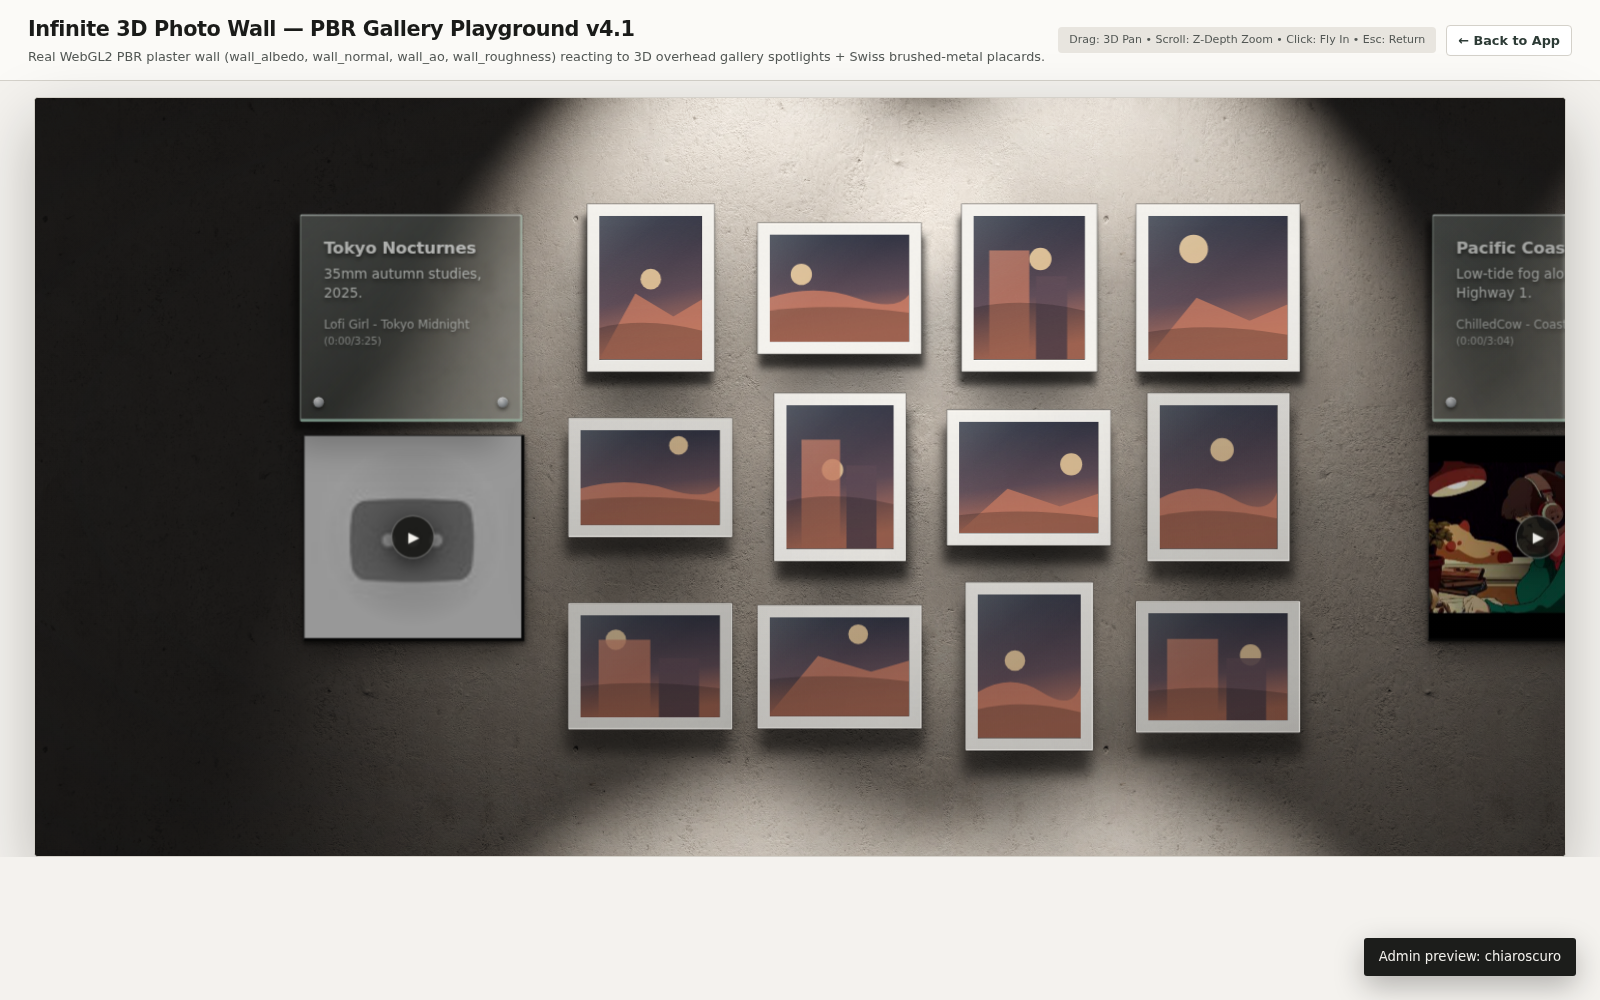 Infinite 3D Photo Wall — PBR Gallery Playground v4.1
Real WebGL2 PBR plaster wall (wall_albedo, wall_normal, wall_ao, wall_roughness) reacting to 3D overhead gallery spotlights + Swiss brushed-metal placards.
Drag: 3D Pan • Scroll: Z-Depth Zoom • Click: Fly In • Esc: Return
← Back to App
Tokyo Nocturnes
35mm autumn studies,
2025.
Lofi Girl - Tokyo Midnight
(0:00/3:25)
Pacific Coas
Low-tide fog alo
Highway 1.
ChilledCow - Coast
(0:00/3:04)
Admin preview: chiaroscuro